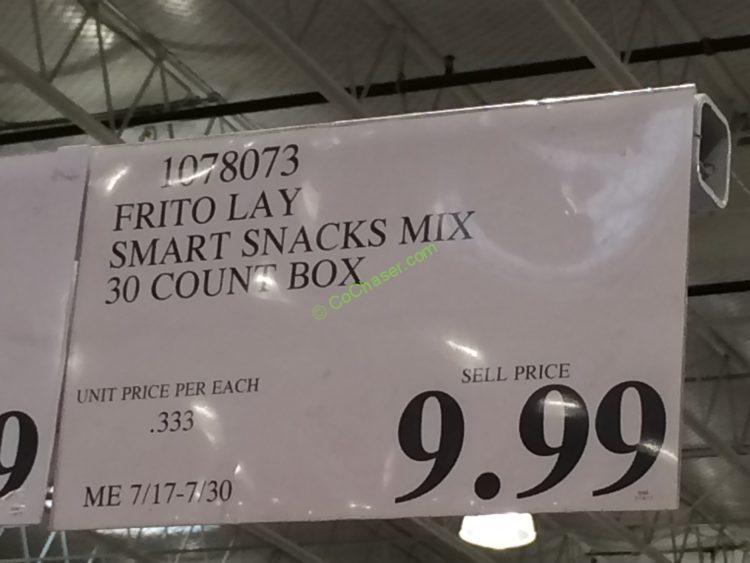 1078073
FRITO LAY
SMART SNACKS MIX
30 COUNT BOX
© CoChaser.com
UNIT PRICE PER EACH
.333
SELL PRICE
9.99
ME 7/17-7/30
9